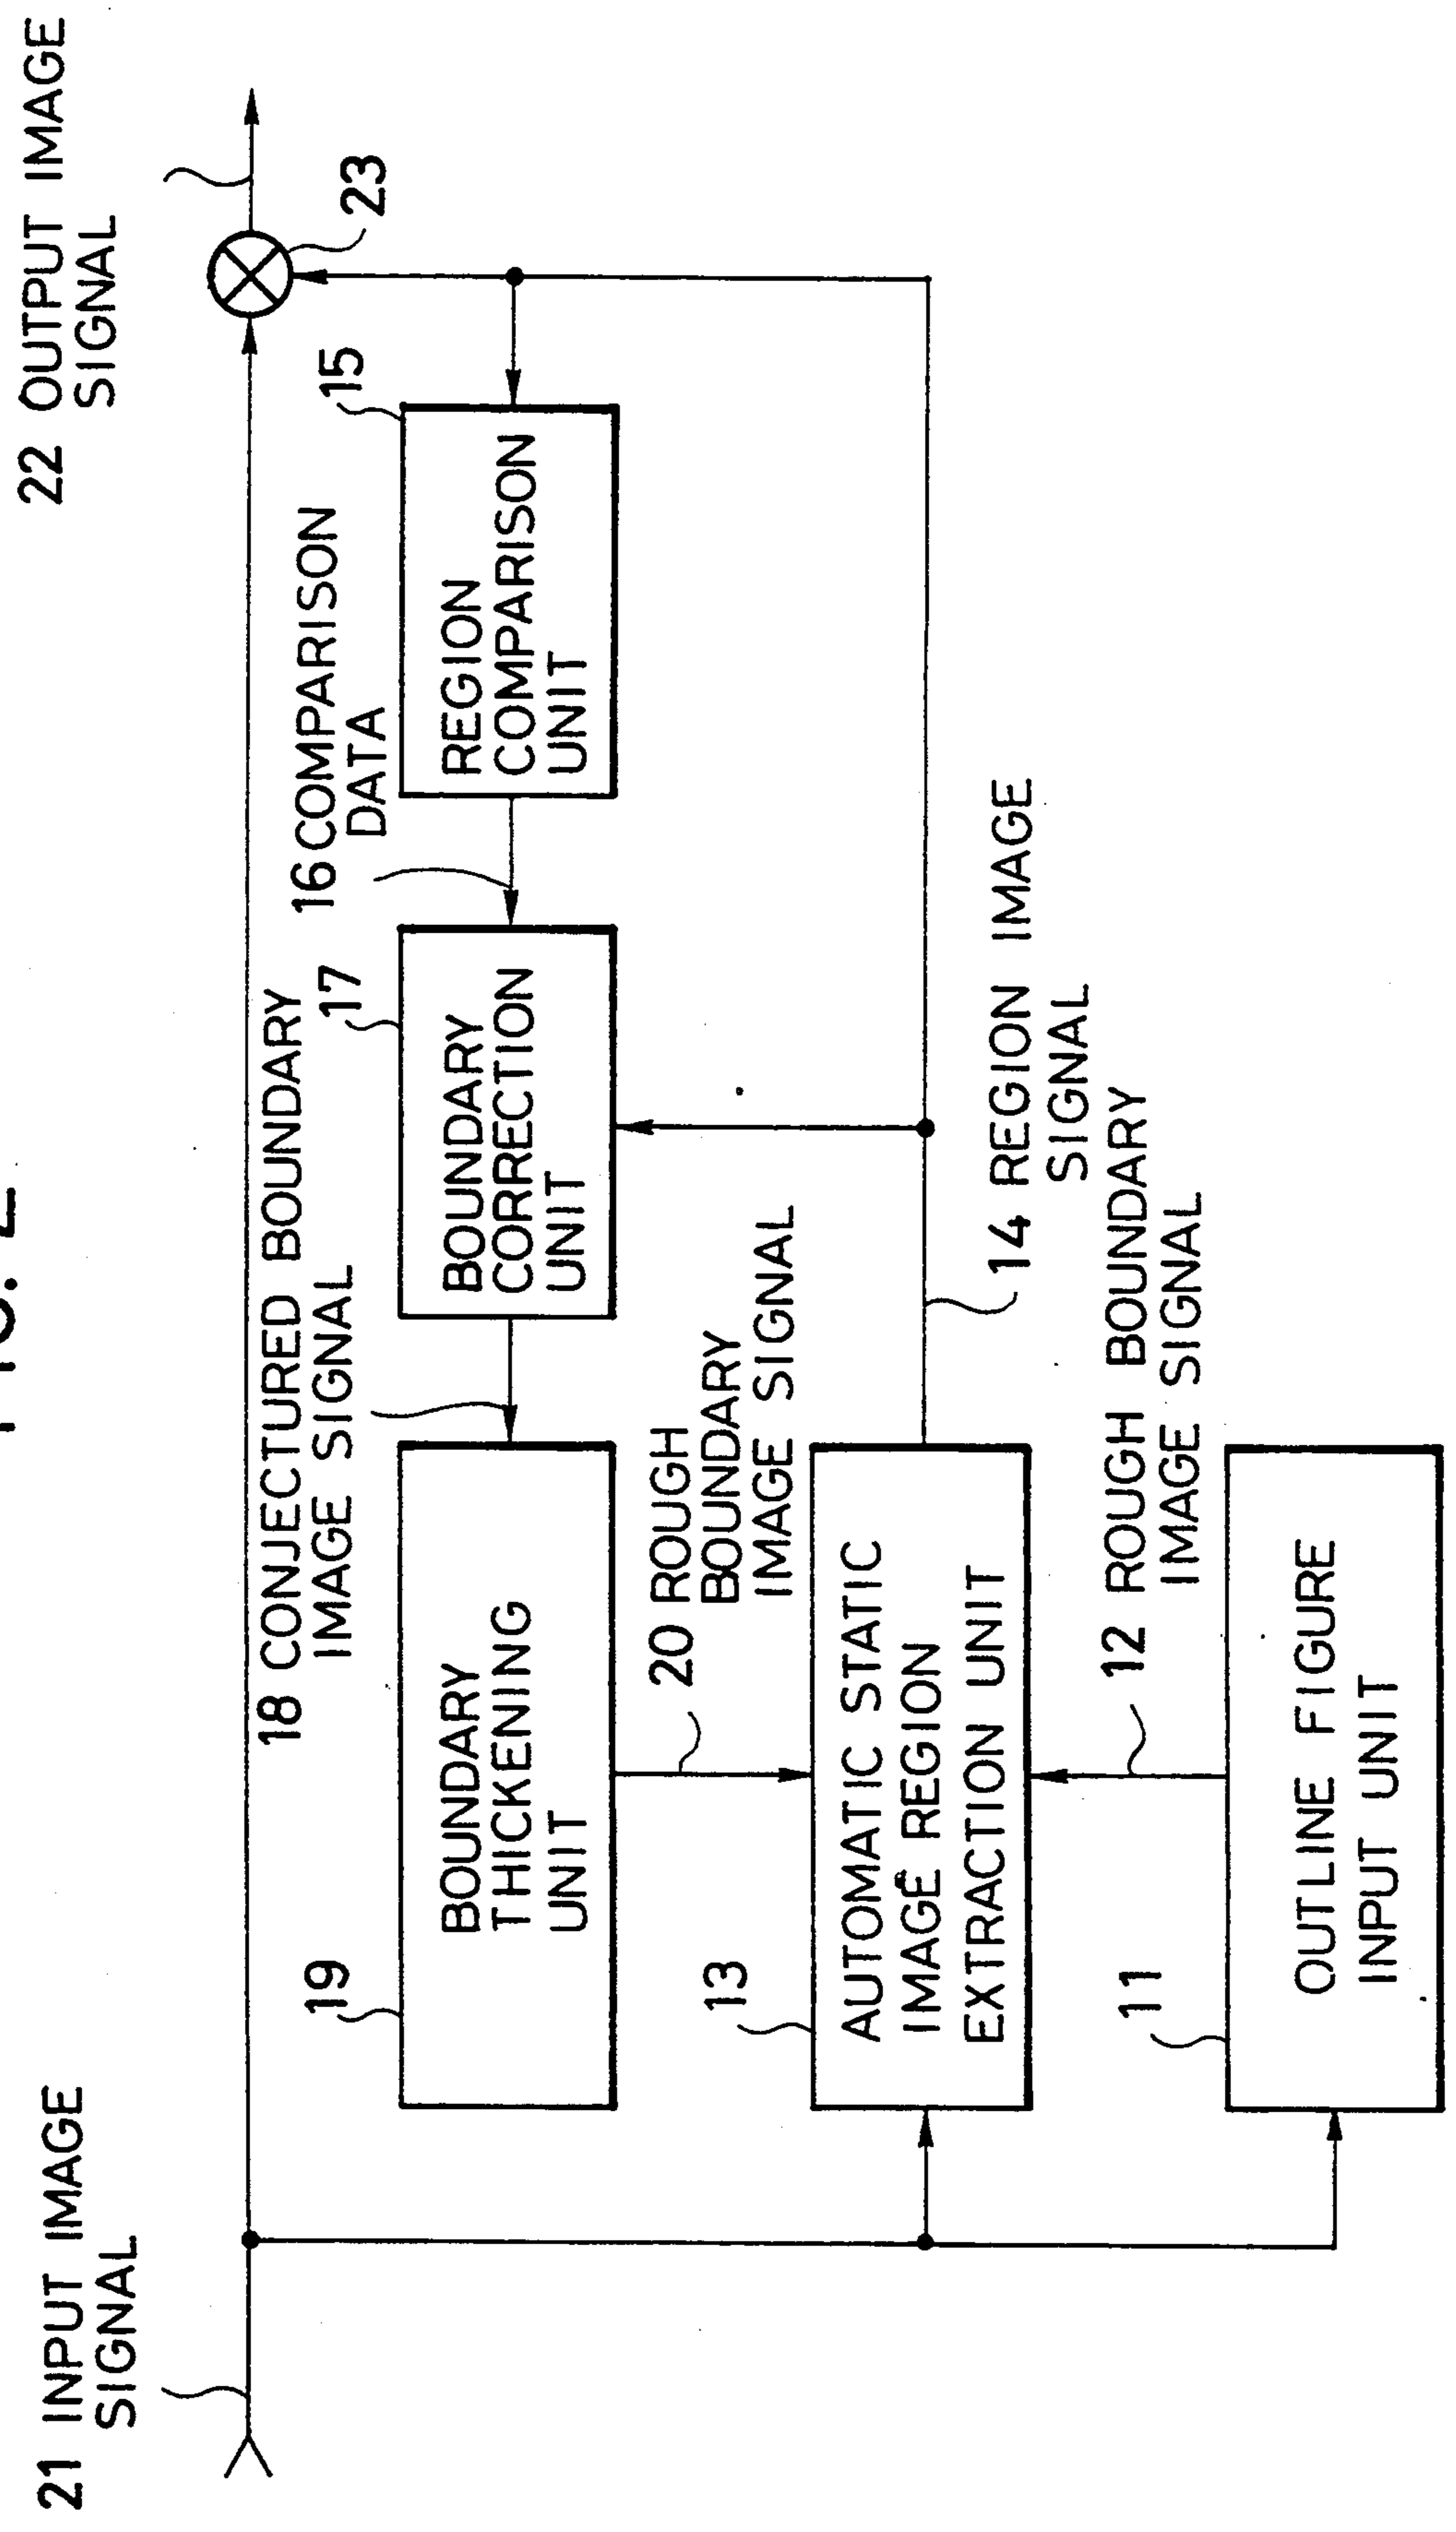 21 INPUT IMAGE
SIGNAL
22 OUTPUT IMAGE
SIGNAL
23
18 CONJECTURED BOUNDARY
IMAGE SIGNAL
16 COMPARISON
DATA
19
BOUNDARY
THICKENING
UNIT
17
BOUNDARY
CORRECTION
UNIT
15
REGION
COMPARISON
UNIT
20 ROUGH
BOUNDARY
IMAGE SIGNAL
13
AUTOMATIC STATIC
IMAGE REGION
EXTRACTION UNIT
14 REGION IMAGE
SIGNAL
12 ROUGH BOUNDARY
IMAGE SIGNAL
11
OUTLINE FIGURE
INPUT UNIT